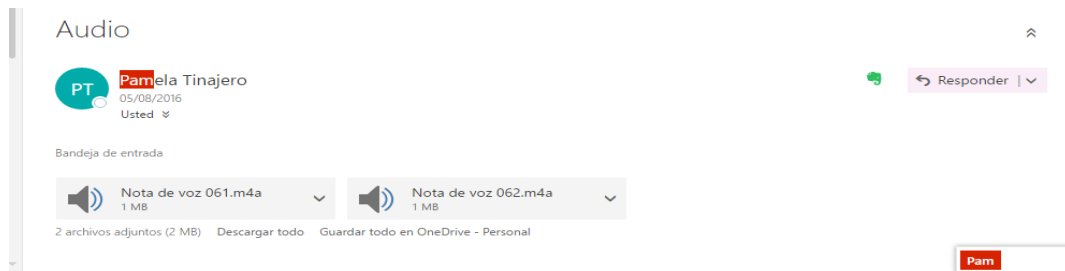 Audio
PT
Pamela Tinajero
05/08/2016
Usted
Responder
Bandeja de entrada
Nota de voz 061.m4a
1 MB
Nota de voz 062.m4a
1 MB
2 archivos adjuntos (2 MB) Descargar todo Guardar todo en OneDrive - Personal
Pam